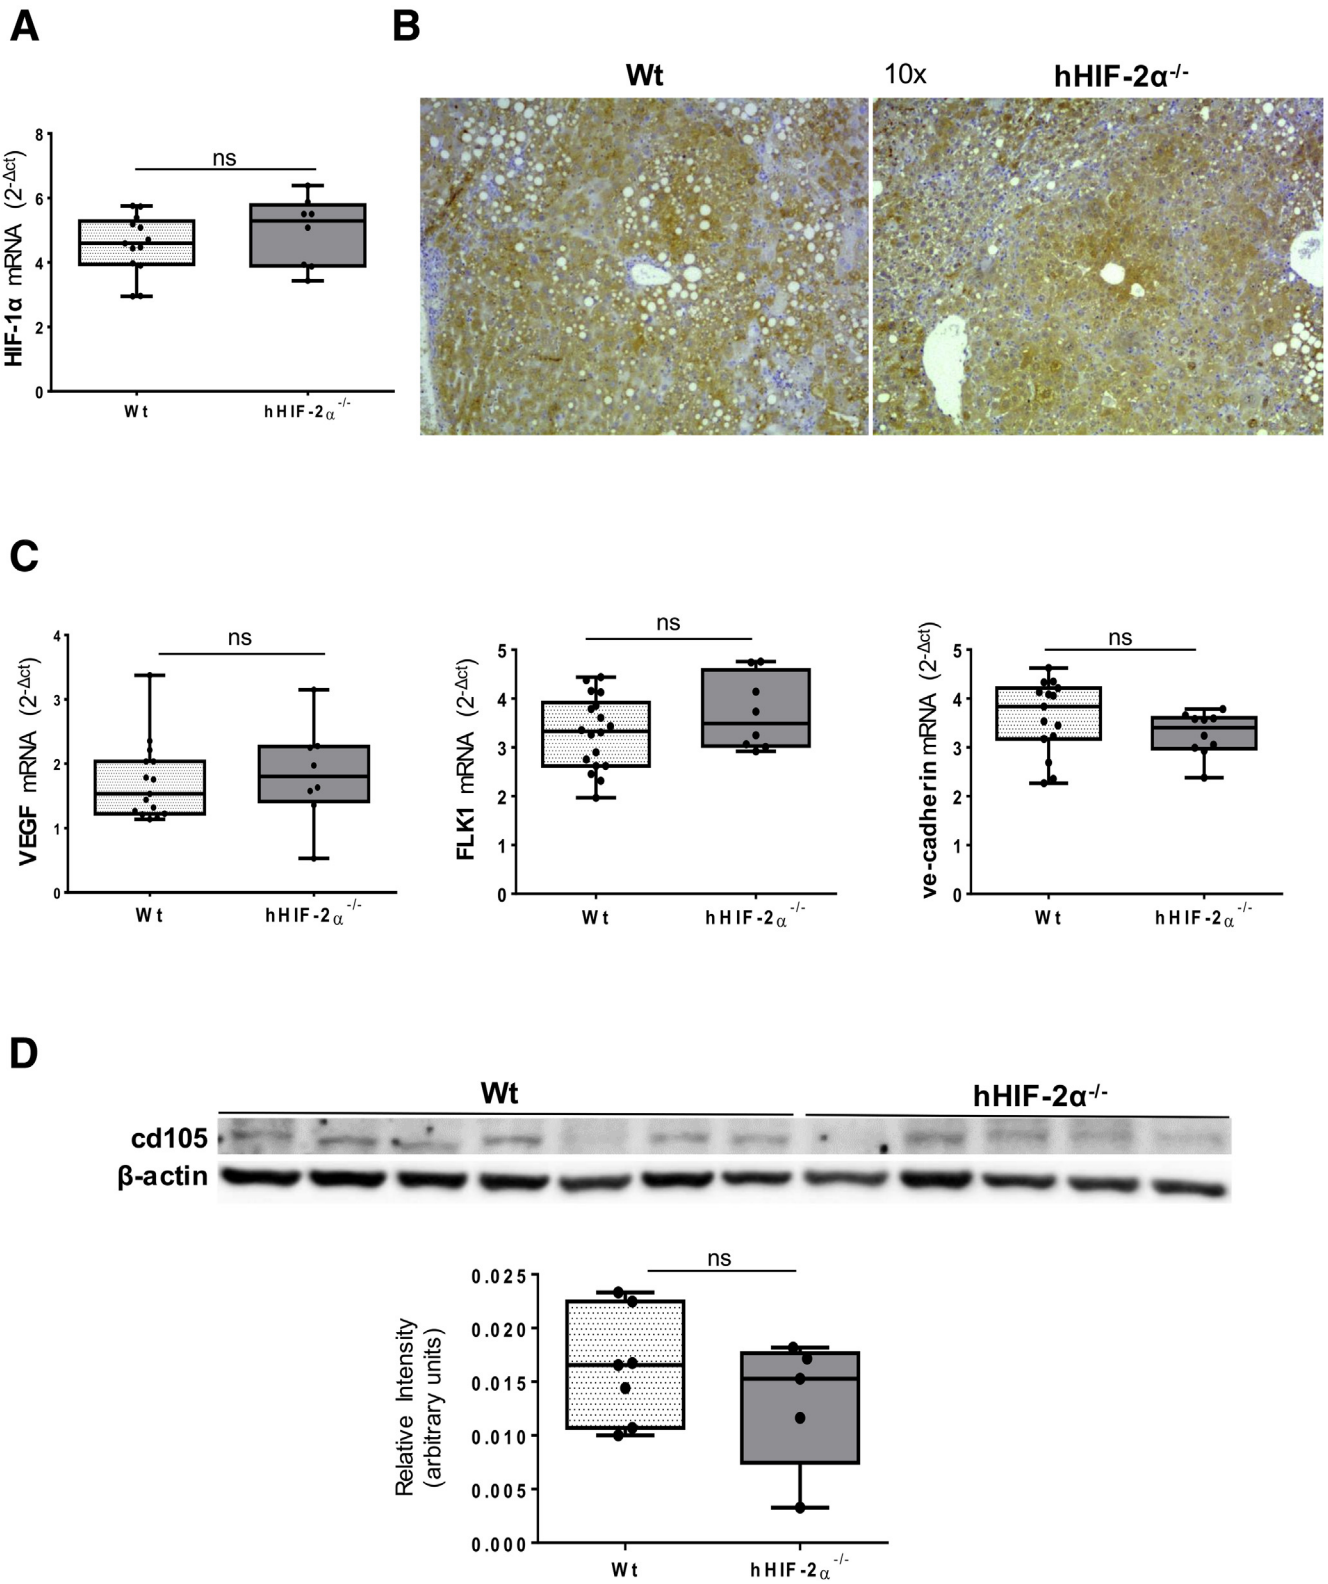 A
B
Wt
10x
hHIF-2α-/-
HIF-1α mRNA (2-Δct)
8
6
4
2
0
ns
Wt
hHIF-2α-/-
C
VEGF mRNA (2-Δct)
4
3
2
1
0
ns
Wt
hHIF-2α-/-
FLK1 mRNA (2-Δct)
5
4
3
2
1
0
ns
Wt
hHIF-2α-/-
ve-cadherin mRNA (2-Δct)
5
4
3
2
1
0
ns
Wt
hHIF-2α-/-
D
Wt
hHIF-2α-/-
cd105
β-actin
Relative Intensity
(arbitrary units)
0.025
0.020
0.015
0.010
0.005
0.000
ns
Wt
hHIF-2α-/-